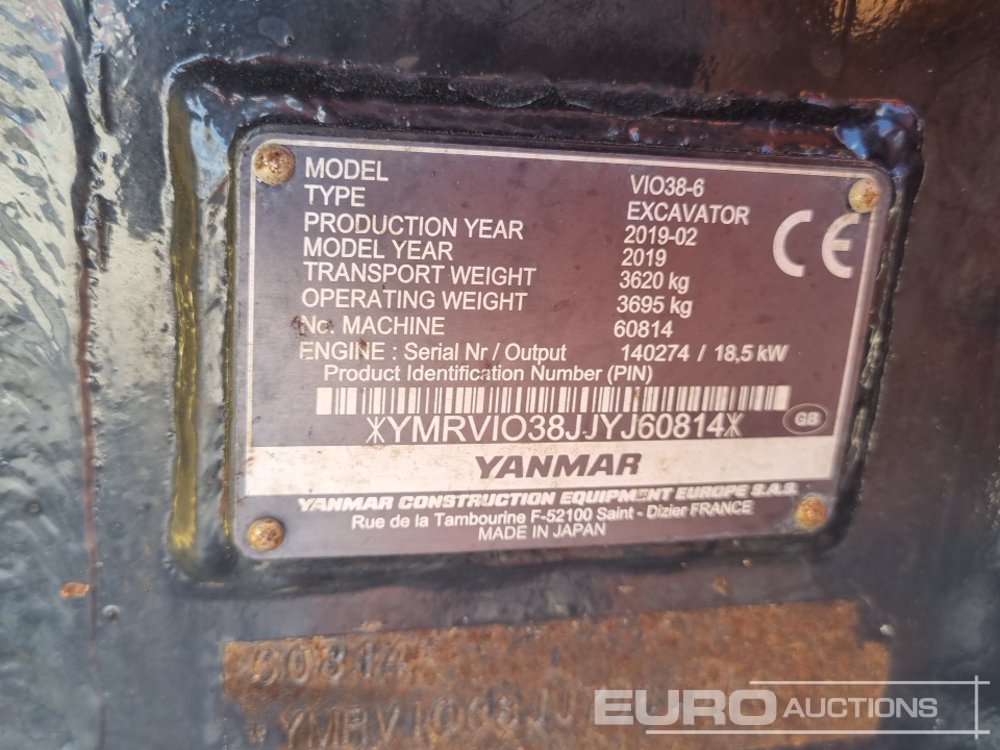 MODEL VIO38-6
TYPE EXCAVATOR
PRODUCTION YEAR 2019-02
MODEL YEAR 2019
TRANSPORT WEIGHT 3620 kg
OPERATING WEIGHT 3695 kg
No. MACHINE 60814
ENGINE : Serial Nr / Output 140274 / 18,5 kW
Product Identification Number (PIN)
YMRVIO38JJYJ60814
GB
CE
YANMAR
YANMAR CONSTRUCTION EQUIPMENT EUROPE S.A.S.
Rue de la Tambourine F-52100 Saint - Dizier FRANCE
MADE IN JAPAN
60814
EURO AUCTIONS